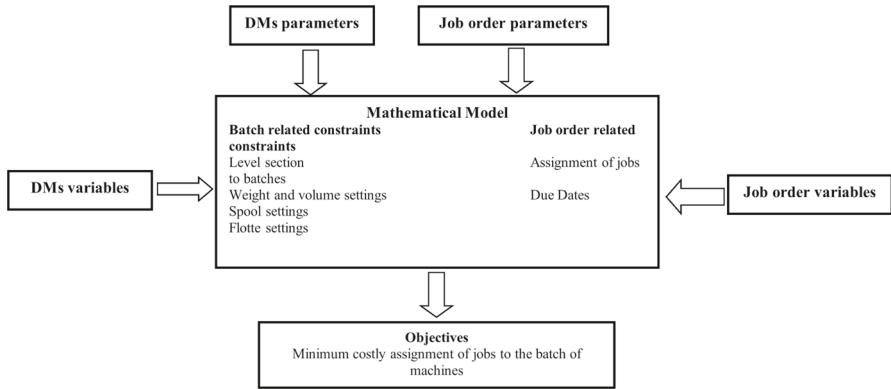 DMs parameters
Job order parameters
Mathematical Model
Batch related constraints Job order related
constraints
Level section Assignment of jobs
to batches
Weight and volume settings Due Dates
Spool settings
Flotte settings
DMs variables
Job order variables
Objectives
Minimum costly assignment of jobs to the batch of
machines